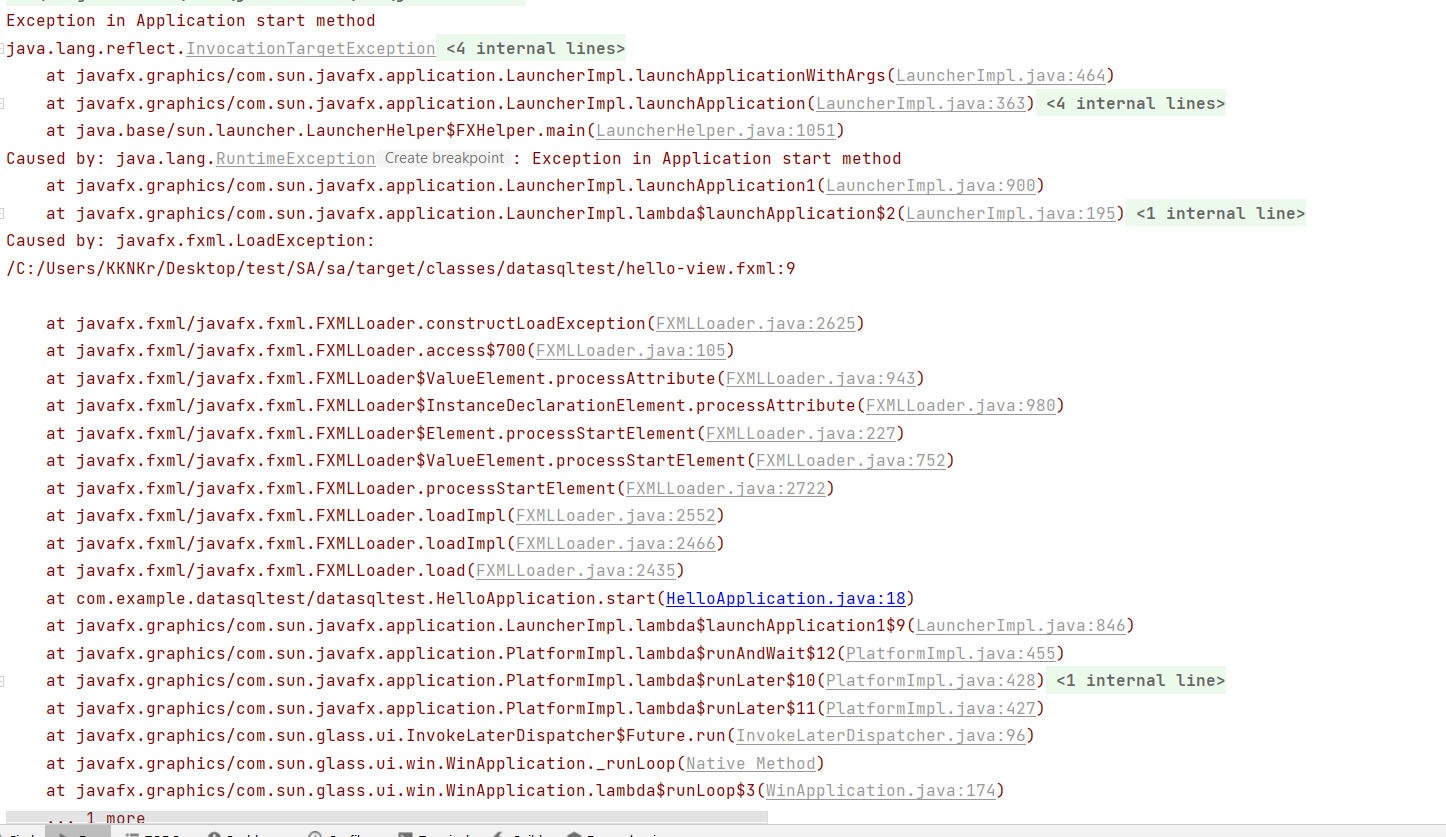 Exception in Application start method
java.lang.reflect.InvocationTargetException <4 internal lines>
    at javafx.graphics/com.sun.javafx.application.LauncherImpl.launchApplicationWithArgs(LauncherImpl.java:464)
    at javafx.graphics/com.sun.javafx.application.LauncherImpl.launchApplication(LauncherImpl.java:363) <4 internal lines>
    at java.base/sun.launcher.LauncherHelper$FXHelper.main(LauncherHelper.java:1051)
Caused by: java.lang.RuntimeException Create breakpoint : Exception in Application start method
    at javafx.graphics/com.sun.javafx.application.LauncherImpl.launchApplication1(LauncherImpl.java:900)
    at javafx.graphics/com.sun.javafx.application.LauncherImpl.lambda$launchApplication$2(LauncherImpl.java:195) <1 internal line>
Caused by: javafx.fxml.LoadException:
/C:/Users/KKNKr/Desktop/test/SA/sa/target/classes/datasqltest/hello-view.fxml:9
    at javafx.fxml/javafx.fxml.FXMLLoader.constructLoadException(FXMLLoader.java:2625)
    at javafx.fxml/javafx.fxml.FXMLLoader.access$700(FXMLLoader.java:105)
    at javafx.fxml/javafx.fxml.FXMLLoader$ValueElement.processAttribute(FXMLLoader.java:943)
    at javafx.fxml/javafx.fxml.FXMLLoader$InstanceDeclarationElement.processAttribute(FXMLLoader.java:980)
    at javafx.fxml/javafx.fxml.FXMLLoader$Element.processStartElement(FXMLLoader.java:227)
    at javafx.fxml/javafx.fxml.FXMLLoader$ValueElement.processStartElement(FXMLLoader.java:752)
    at javafx.fxml/javafx.fxml.FXMLLoader.processStartElement(FXMLLoader.java:2722)
    at javafx.fxml/javafx.fxml.FXMLLoader.loadImpl(FXMLLoader.java:2552)
    at javafx.fxml/javafx.fxml.FXMLLoader.loadImpl(FXMLLoader.java:2466)
    at javafx.fxml/javafx.fxml.FXMLLoader.load(FXMLLoader.java:2435)
    at com.example.datasqltest/datasqltest.HelloApplication.start(HelloApplication.java:18)
    at javafx.graphics/com.sun.javafx.application.LauncherImpl.lambda$launchApplication1$9(LauncherImpl.java:846)
    at javafx.graphics/com.sun.javafx.application.PlatformImpl.lambda$runAndWait$12(PlatformImpl.java:455)
    at javafx.graphics/com.sun.javafx.application.PlatformImpl.lambda$runLater$10(PlatformImpl.java:428) <1 internal line>
    at javafx.graphics/com.sun.javafx.application.PlatformImpl.lambda$runLater$11(PlatformImpl.java:427)
    at javafx.graphics/com.sun.glass.ui.InvokeLaterDispatcher$Future.run(InvokeLaterDispatcher.java:96)
    at javafx.graphics/com.sun.glass.ui.win.WinApplication._runLoop(Native Method)
    at javafx.graphics/com.sun.glass.ui.win.WinApplication.lambda$runLoop$3(WinApplication.java:174)
    ... 1 more